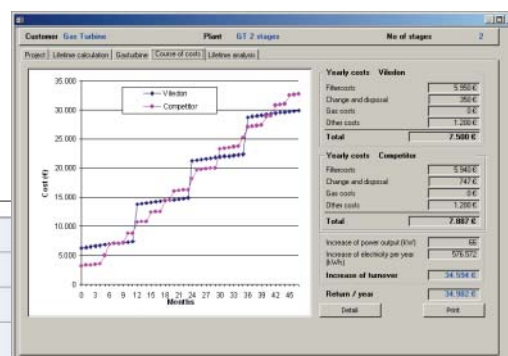 Customer Gas Turbine Plant GT 2 stages No of stages 2
Project Lifetime calculation Gasturbine Course of costs Lifetime analysis
35.000
30.000
25.000
20.000
15.000
10.000
5.000
0
Cost (€)
Viledon
Competitor
0 3 6 9 12 15 18 21 24 27 30 33 36 39 42 45
Months
Yearly costs Viledon
Filtercosts 5.950 €
Change and disposal 350 €
Gas costs 0 €
Other costs 1.200 €
Total 7.500 €
Yearly costs Competitor
Filtercosts 5.940 €
Change and disposal 747 €
Gas costs 0 €
Other costs 1.200 €
Total 7.887 €
Increase of power output (kW) 66
Increase of electricity per year 576.572
(kWh)
Increase of turnover 34.594 €
Return / year 34.982 €
Detail Print